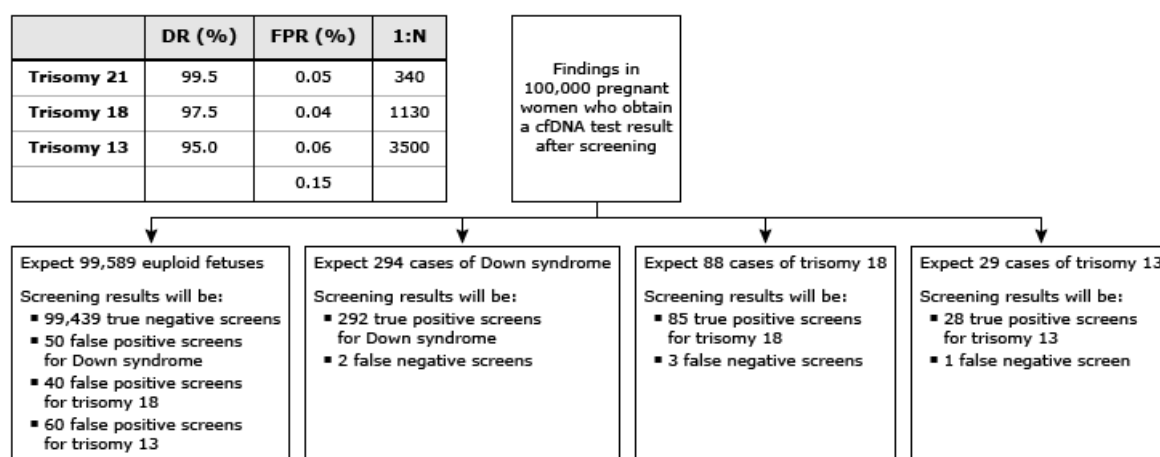 DR (%) FPR (%) 1:N
Trisomy 21 99.5 0.05 340
Trisomy 18 97.5 0.04 1130
Trisomy 13 95.0 0.06 3500
0.15
Findings in
100,000 pregnant
women who obtain
a cfDNA test result
after screening
Expect 99,589 euploid fetuses
Screening results will be:
▪ 99,439 true negative screens
▪ 50 false positive screens
for Down syndrome
▪ 40 false positive screens
for trisomy 18
▪ 60 false positive screens
for trisomy 13
Expect 294 cases of Down syndrome
Screening results will be:
▪ 292 true positive screens
for Down syndrome
▪ 2 false negative screens
Expect 88 cases of trisomy 18
Screening results will be:
▪ 85 true positive screens
for trisomy 18
▪ 3 false negative screens
Expect 29 cases of trisomy 13
Screening results will be:
▪ 28 true positive screens
for trisomy 13
▪ 1 false negative screen